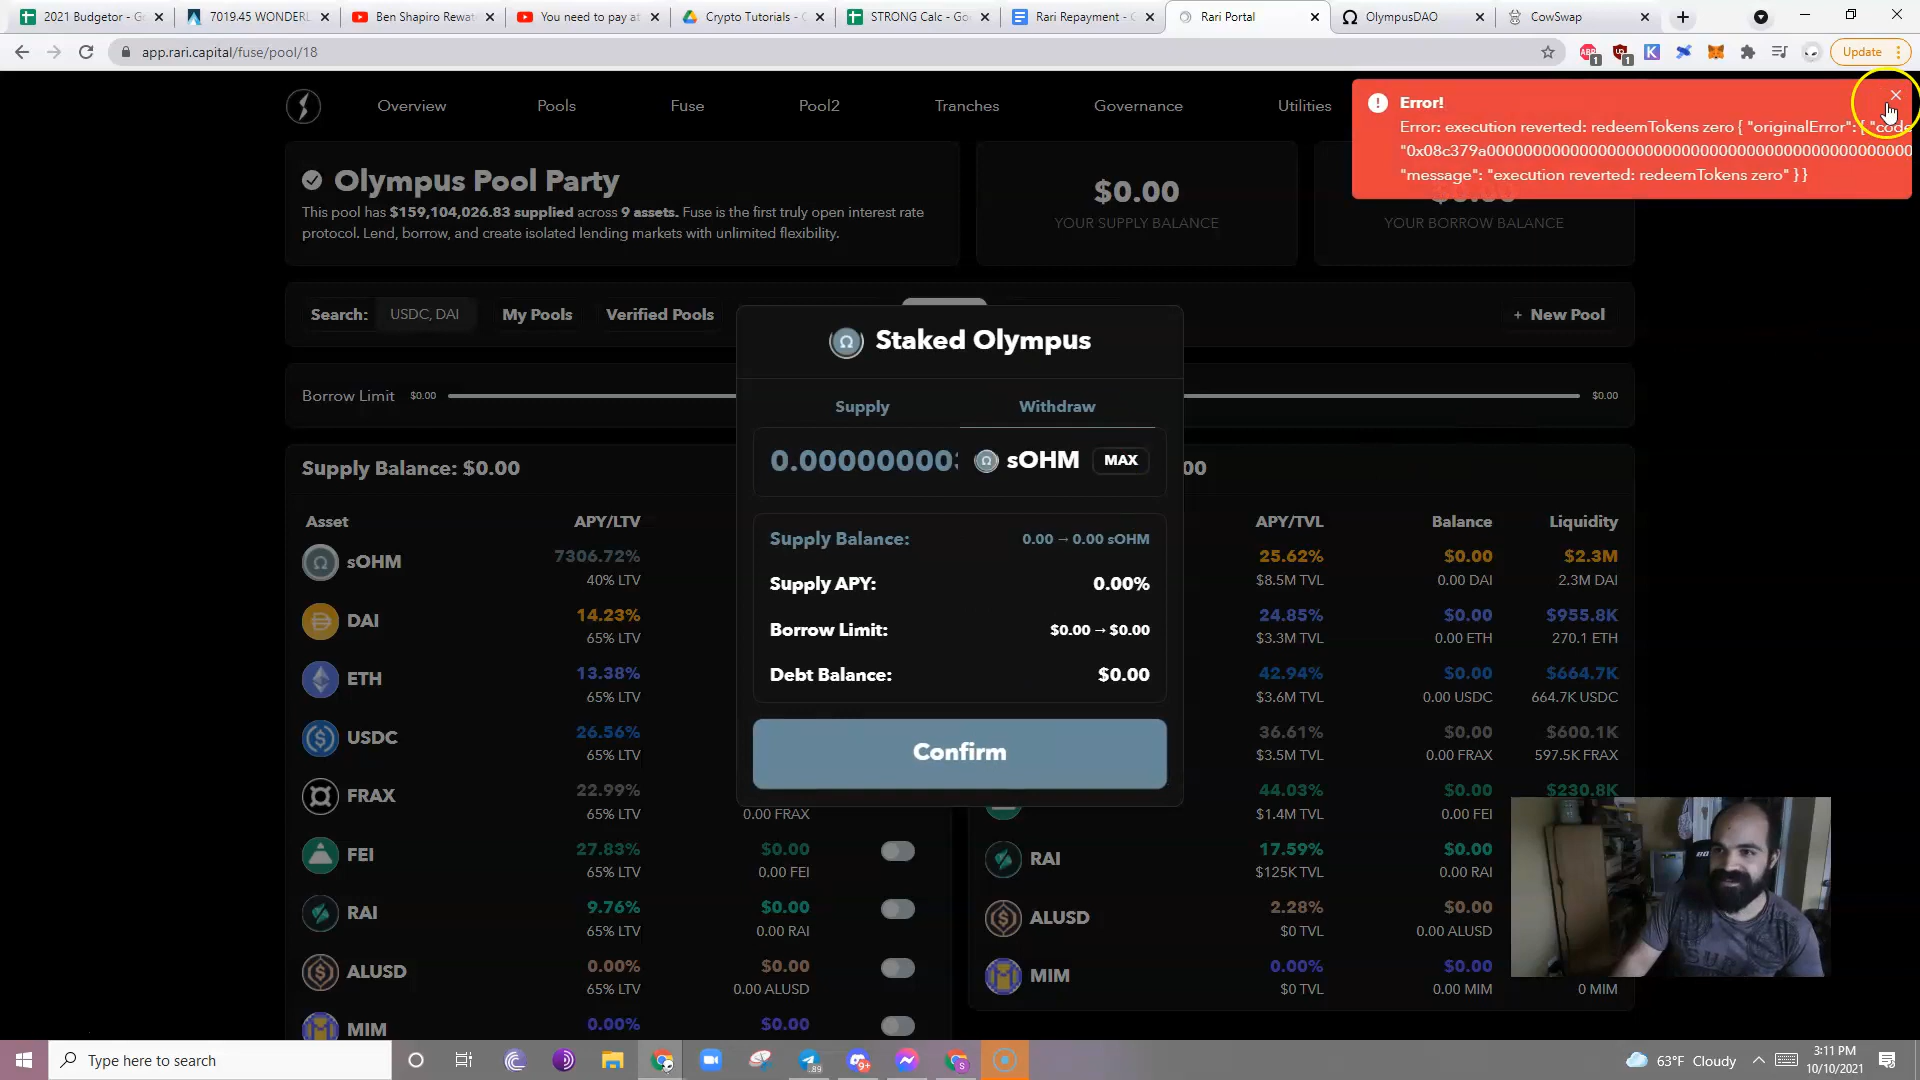 2021 Budgetor - G
7019.45 WONDERL
Ben Shapiro Rewat
You need to pay at
Crypto Tutorials -
STRONG Calc - Go
Rari Repayment -
Rari Portal
OlympusDAO
CowSwap
app.rari.capital/fuse/pool/18
Update
Overview
Pools
Fuse
Pool2
Tranches
Governance
Utilities
Error!
Error: execution reverted: redeemTokens zero { "originalError": { "code
"0x08c379a
"message": "execution reverted: redeemTokens zero" } }
Olympus Pool Party
This pool has $159,104,026.83 supplied across 9 assets. Fuse is the first truly open interest rate
protocol. Lend, borrow, and create isolated lending markets with unlimited flexibility.
$0.00
YOUR SUPPLY BALANCE
$0.00
YOUR BORROW BALANCE
Search:
USDC, DAI
My Pools
Verified Pools
+ New Pool
Borrow Limit
$0.00
$0.00
Staked Olympus
Supply
Withdraw
0.000000003
sOHM
MAX
Supply Balance:
0.00 → 0.00 sOHM
Supply APY:
0.00%
Borrow Limit:
$0.00 → $0.00
Debt Balance:
$0.00
Confirm
Supply Balance: $0.00
Asset
APY/LTV
sOHM
7306.72%
40% LTV
DAI
14.23%
65% LTV
ETH
13.38%
65% LTV
USDC
26.56%
65% LTV
FRAX
22.99%
65% LTV
0.00 FRAX
FEI
27.83%
$0.00
65% LTV
0.00 FEI
RAI
9.76%
$0.00
65% LTV
0.00 RAI
ALUSD
0.00%
$0.00
65% LTV
0.00 ALUSD
MIM
0.00%
$0.00
00
APY/TVL
Balance
Liquidity
25.62%
$0.00
$2.3M
$8.5M TVL
0.00 DAI
2.3M DAI
24.85%
$0.00
$955.8K
$3.3M TVL
0.00 ETH
270.1 ETH
42.94%
$0.00
$664.7K
$3.6M TVL
0.00 USDC
664.7K USDC
36.61%
$0.00
$600.1K
$3.5M TVL
0.00 FRAX
597.5K FRAX
44.03%
$0.00
$230.8K
$1.4M TVL
0.00 FEI
RAI
17.59%
$0.00
$125K TVL
0.00 RAI
ALUSD
2.28%
$0.00
$0 TVL
0.00 ALUSD
MIM
0.00%
$0.00
$0 TVL
0.00 MIM
0 MIM
Type here to search
63°F Cloudy
3:11 PM
10/10/2021